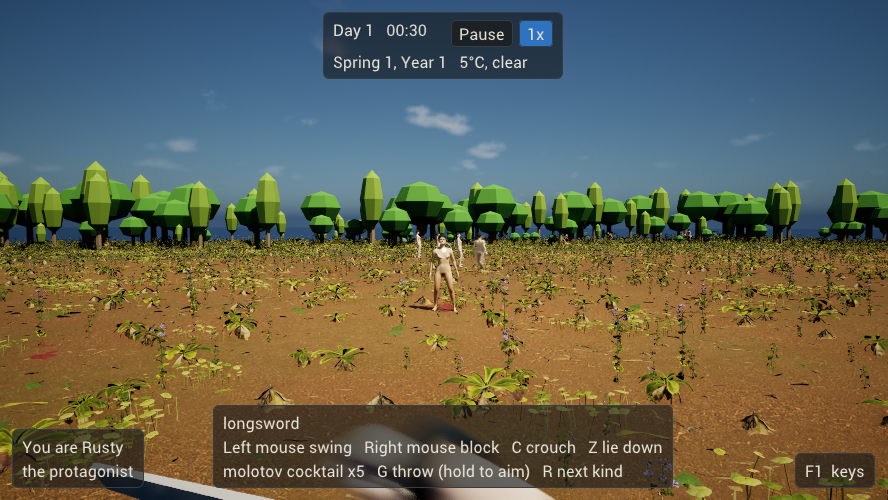 Day 1 00:30 Pause 1x
Spring 1, Year 1 5°C, clear
longsword
Left mouse swing Right mouse block C crouch Z lie down
molotov cocktail x5 G throw (hold to aim) R next kind
You are Rusty
the protagonist
F1 keys